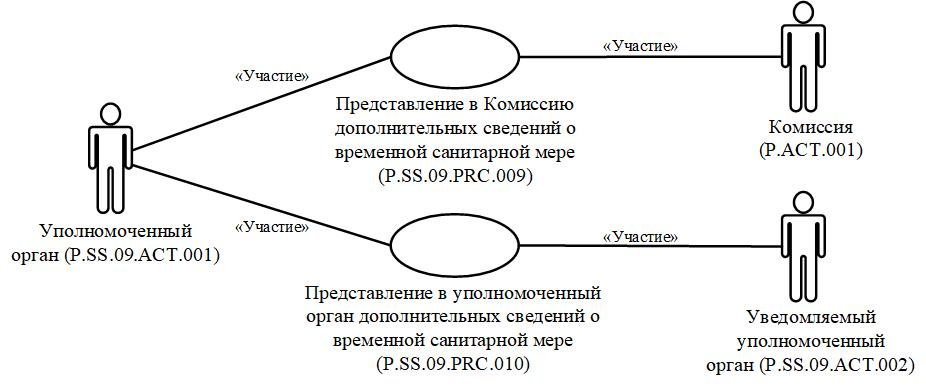 «Участие»
«Участие»
Представление в Комиссию
дополнительных сведений о
временной санитарной мере
(P.SS.09.PRC.009)
Комиссия
(P.ACT.001)
Уполномоченный
орган (P.SS.09.ACT.001)
«Участие»
«Участие»
Представление в уполномоченный
орган дополнительных сведений о
временной санитарной мере
(P.SS.09.PRC.010)
Уведомляемый
уполномоченный
орган (P.SS.09.ACT.002)